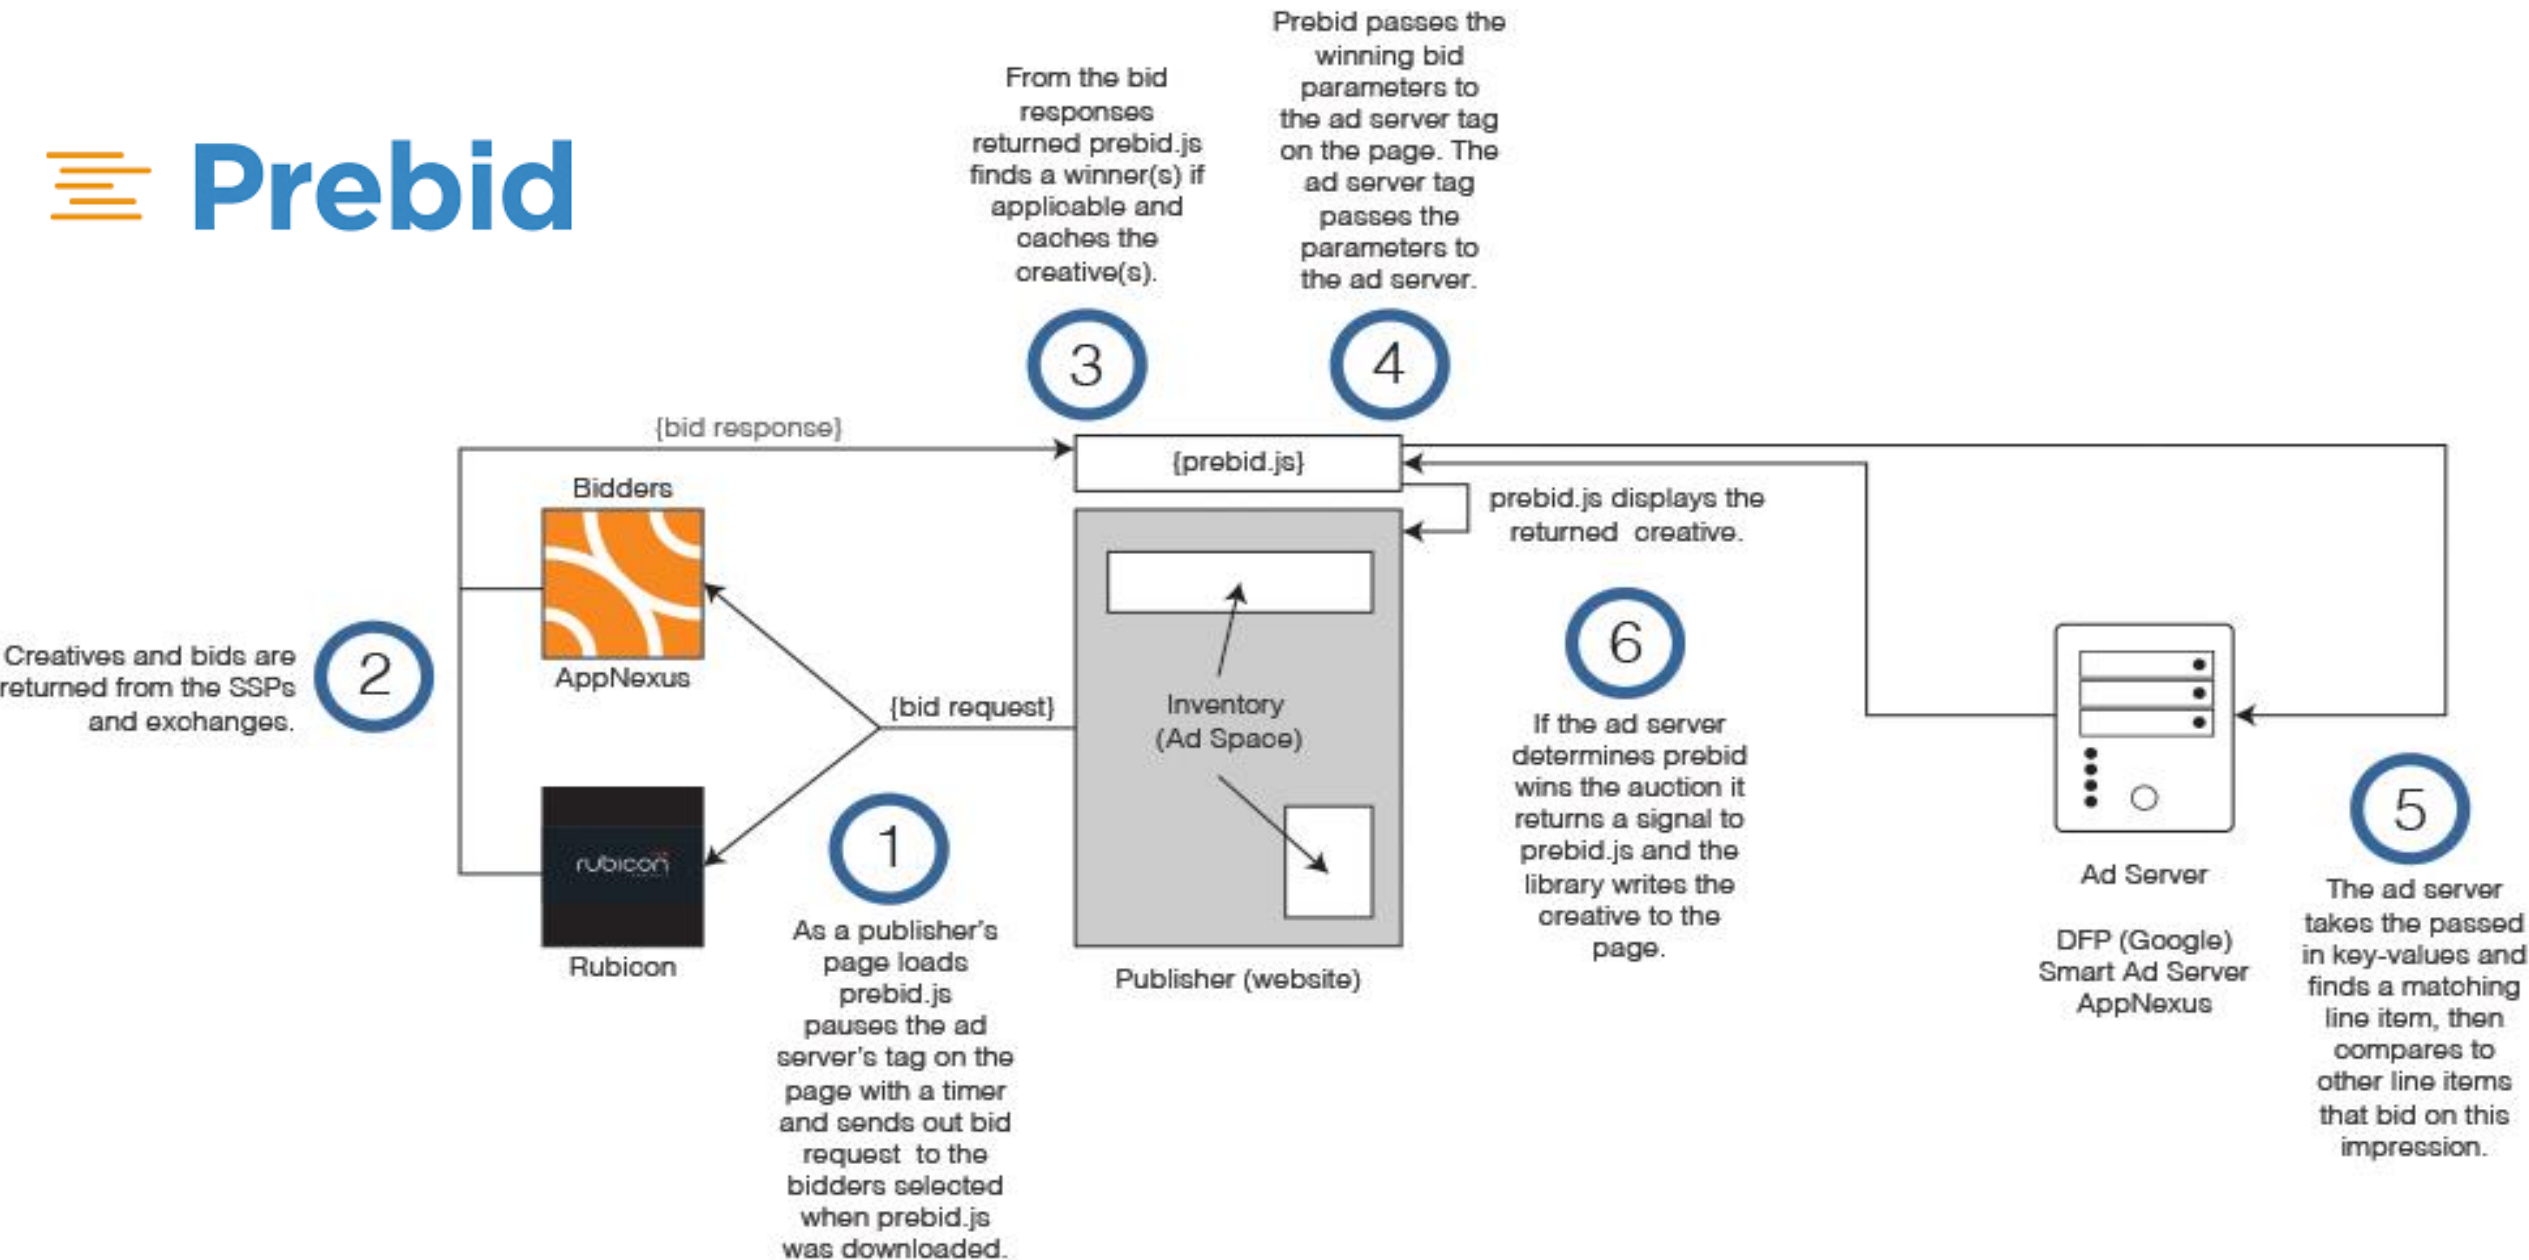 Prebid
From the bid
responses
returned prebid.js
finds a winner(s) if
applicable and
caches the
creative(s).
3
Prebid passes the
winning bid
parameters to
the ad server tag
on the page. The
ad server tag
passes the
parameters to
the ad server.
4
{bid response}
{prebid.js}
Bidders
AppNexus
rubicon
Rubicon
Creatives and bids are
returned from the SSPs
and exchanges.
2
{bid request}
1
As a publisher's
page loads
prebid.js
pauses the ad
server's tag on the
page with a timer
and sends out bid
request to the
bidders selected
when prebid.js
was downloaded.
Inventory
(Ad Space)
Publisher (website)
prebid.js displays the
returned creative.
6
If the ad server
determines prebid
wins the auction it
returns a signal to
prebid.js and the
library writes the
creative to the
page.
Ad Server
DFP (Google)
Smart Ad Server
AppNexus
5
The ad server
takes the passed
in key-values and
finds a matching
line item, then
compares to
other line items
that bid on this
impression.